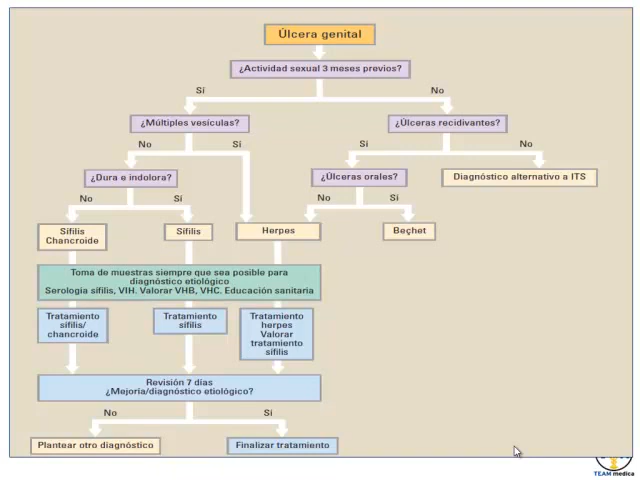 Úlcera genital
¿Actividad sexual 3 meses previos?
Sí
No
¿Múltiples vesículas?
¿Úlceras recidivantes?
No
Sí
Sí
No
¿Dura e indolora?
¿Úlceras orales?
Diagnóstico alternativo a ITS
No
Sí
No
Sí
Sífilis
Chancroide
Sífilis
Herpes
Beçhet
Toma de muestras siempre que sea posible para
diagnóstico etiológico
Serología sífilis, VIH. Valorar VHB, VHC. Educación sanitaria
Tratamiento
sífilis/
chancroide
Tratamiento
sífilis
Tratamiento
herpes
Valorar
tratamiento
sífilis
Revisión 7 días
¿Mejoría/diagnóstico etiológico?
No
Sí
Plantear otro diagnóstico
Finalizar tratamiento
TEAM medica